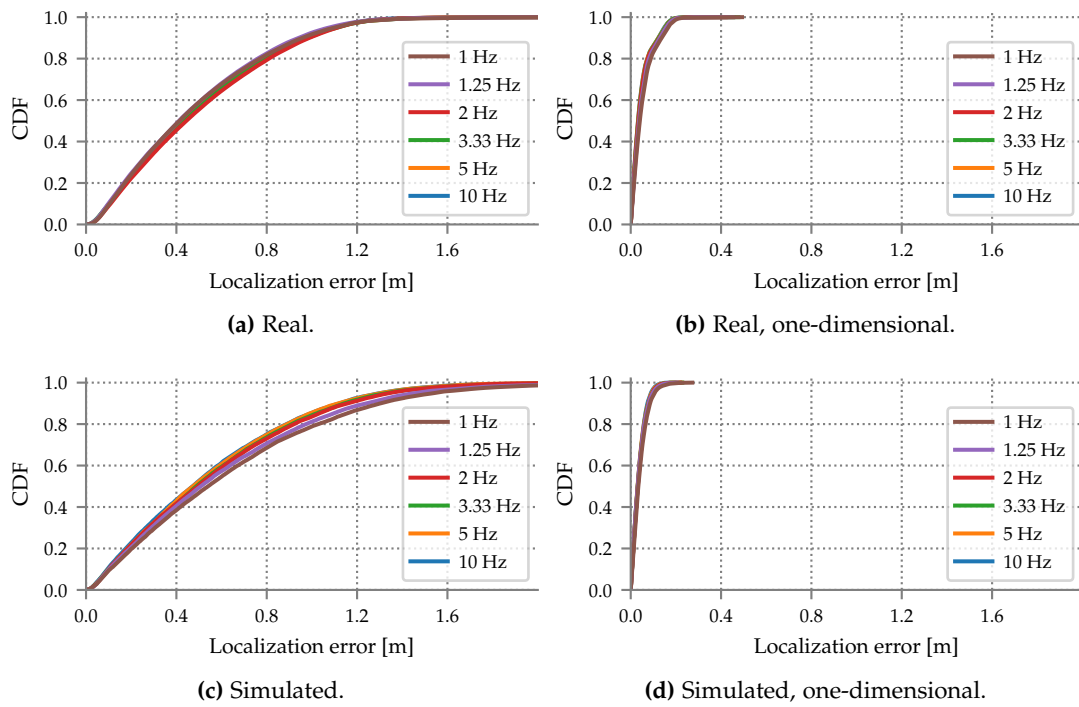 1.0
0.8
0.6
0.4
0.2
0.0
CDF
0.0 0.4 0.8 1.2 1.6
Localization error [m]
1 Hz
1.25 Hz
2 Hz
3.33 Hz
5 Hz
10 Hz
(a) Real.
1.0
0.8
0.6
0.4
0.2
0.0
CDF
0.0 0.4 0.8 1.2 1.6
Localization error [m]
1 Hz
1.25 Hz
2 Hz
3.33 Hz
5 Hz
10 Hz
(b) Real, one-dimensional.
1.0
0.8
0.6
0.4
0.2
0.0
CDF
0.0 0.4 0.8 1.2 1.6
Localization error [m]
1 Hz
1.25 Hz
2 Hz
3.33 Hz
5 Hz
10 Hz
(c) Simulated.
1.0
0.8
0.6
0.4
0.2
0.0
CDF
0.0 0.4 0.8 1.2 1.6
Localization error [m]
1 Hz
1.25 Hz
2 Hz
3.33 Hz
5 Hz
10 Hz
(d) Simulated, one-dimensional.